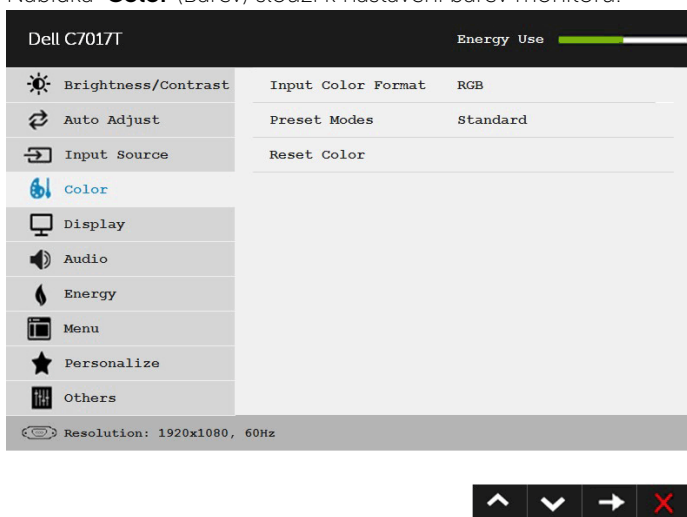 Nabídka Color (Barev) slouží k nastavení barev monitoru.
Dell C7017T
Energy Use
Brightness/Contrast
Input Color Format RGB
Auto Adjust
Preset Modes Standard
Input Source
Reset Color
Color
Display
Audio
Energy
Menu
Personalize
Others
Resolution: 1920x1080, 60Hz